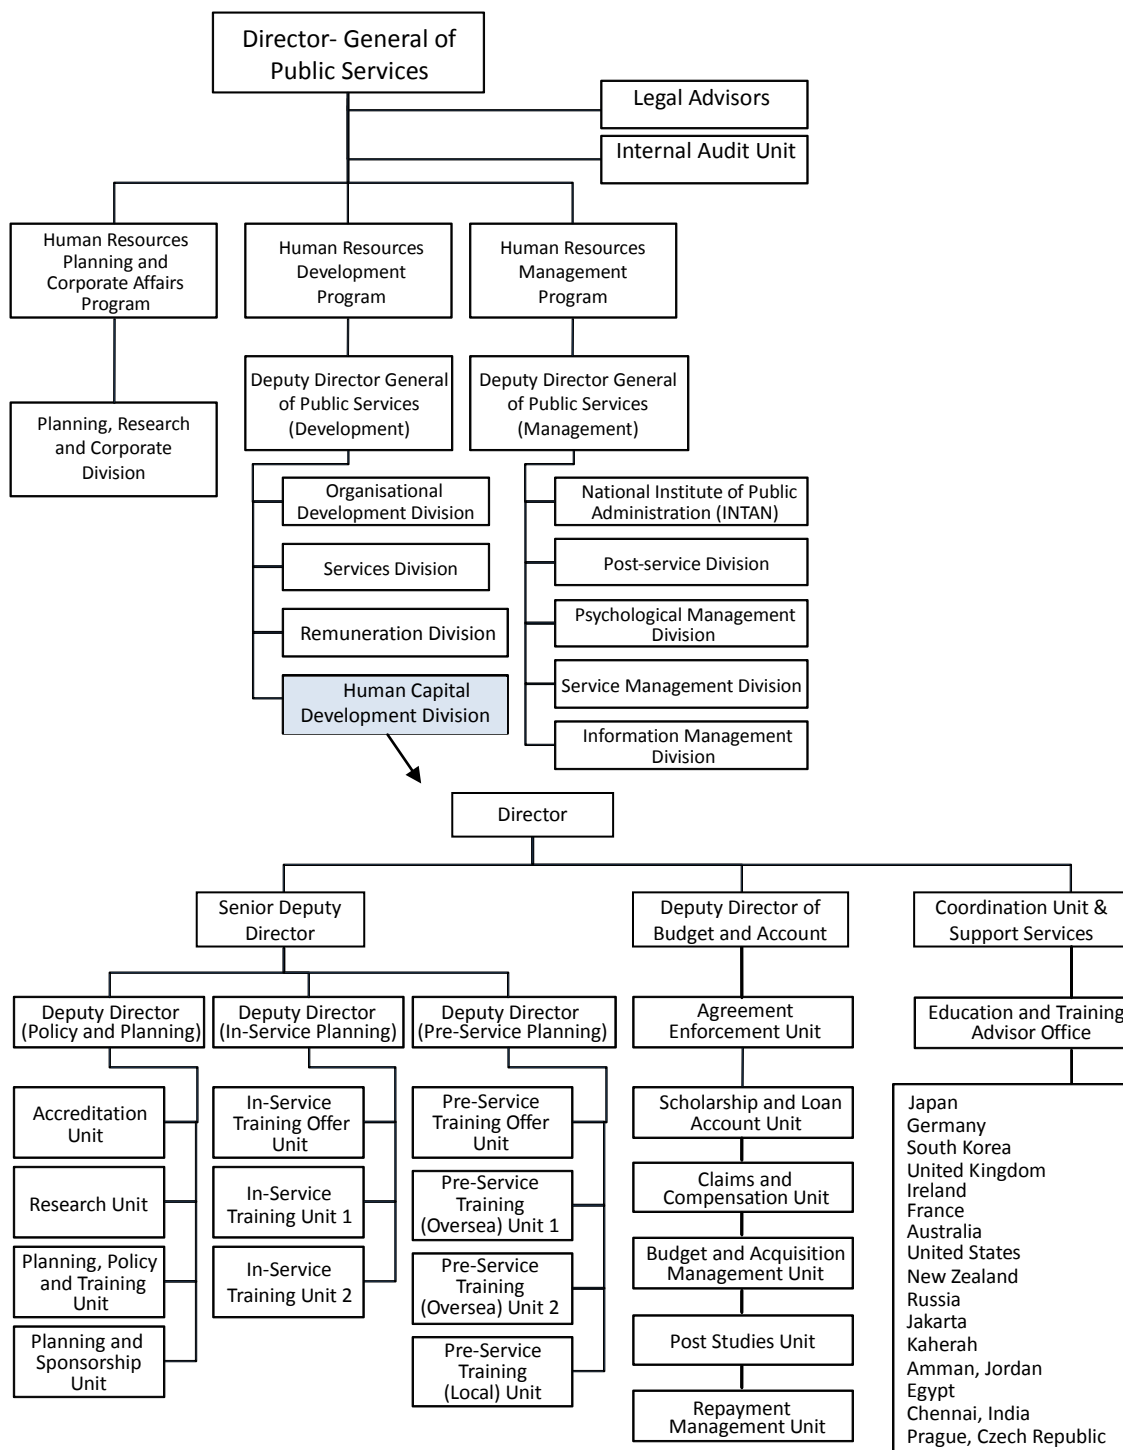 Director- General of
Public Services
Legal Advisors
Internal Audit Unit
Human Resources
Planning and
Corporate Affairs
Program
Human Resources
Development
Program
Human Resources
Management
Program
Deputy Director General
of Public Services
(Development)
Deputy Director General
of Public Services
(Management)
Planning, Research
and Corporate
Division
Organisational
Development Division
Services Division
Remuneration Division
Human Capital
Development Division
National Institute of Public
Administration (INTAN)
Post-service Division
Psychological Management
Division
Service Management Division
Information Management
Division
Director
Senior Deputy
Director
Deputy Director of
Budget and Account
Coordination Unit &
Support Services
Deputy Director
(Policy and Planning)
Deputy Director
(In-Service Planning)
Deputy Director
(Pre-Service Planning)
Agreement
Enforcement Unit
Education and Training
Advisor Office
Accreditation
Unit
Research Unit
Planning, Policy
and Training
Unit
Planning and
Sponsorship
Unit
In-Service
Training Offer
Unit
In-Service
Training Unit 1
In-Service
Training Unit 2
Pre-Service
Training Offer
Unit
Pre-Service
Training
(Oversea) Unit 1
Pre-Service
Training
(Oversea) Unit 2
Pre-Service
Training
(Local) Unit
Scholarship and Loan
Account Unit
Claims and
Compensation Unit
Budget and Acquisition
Management Unit
Post Studies Unit
Repayment
Management Unit
Japan
Germany
South Korea
United Kingdom
Ireland
France
Australia
United States
New Zealand
Russia
Jakarta
Kaherah
Amman, Jordan
Egypt
Chennai, India
Prague, Czech Republic